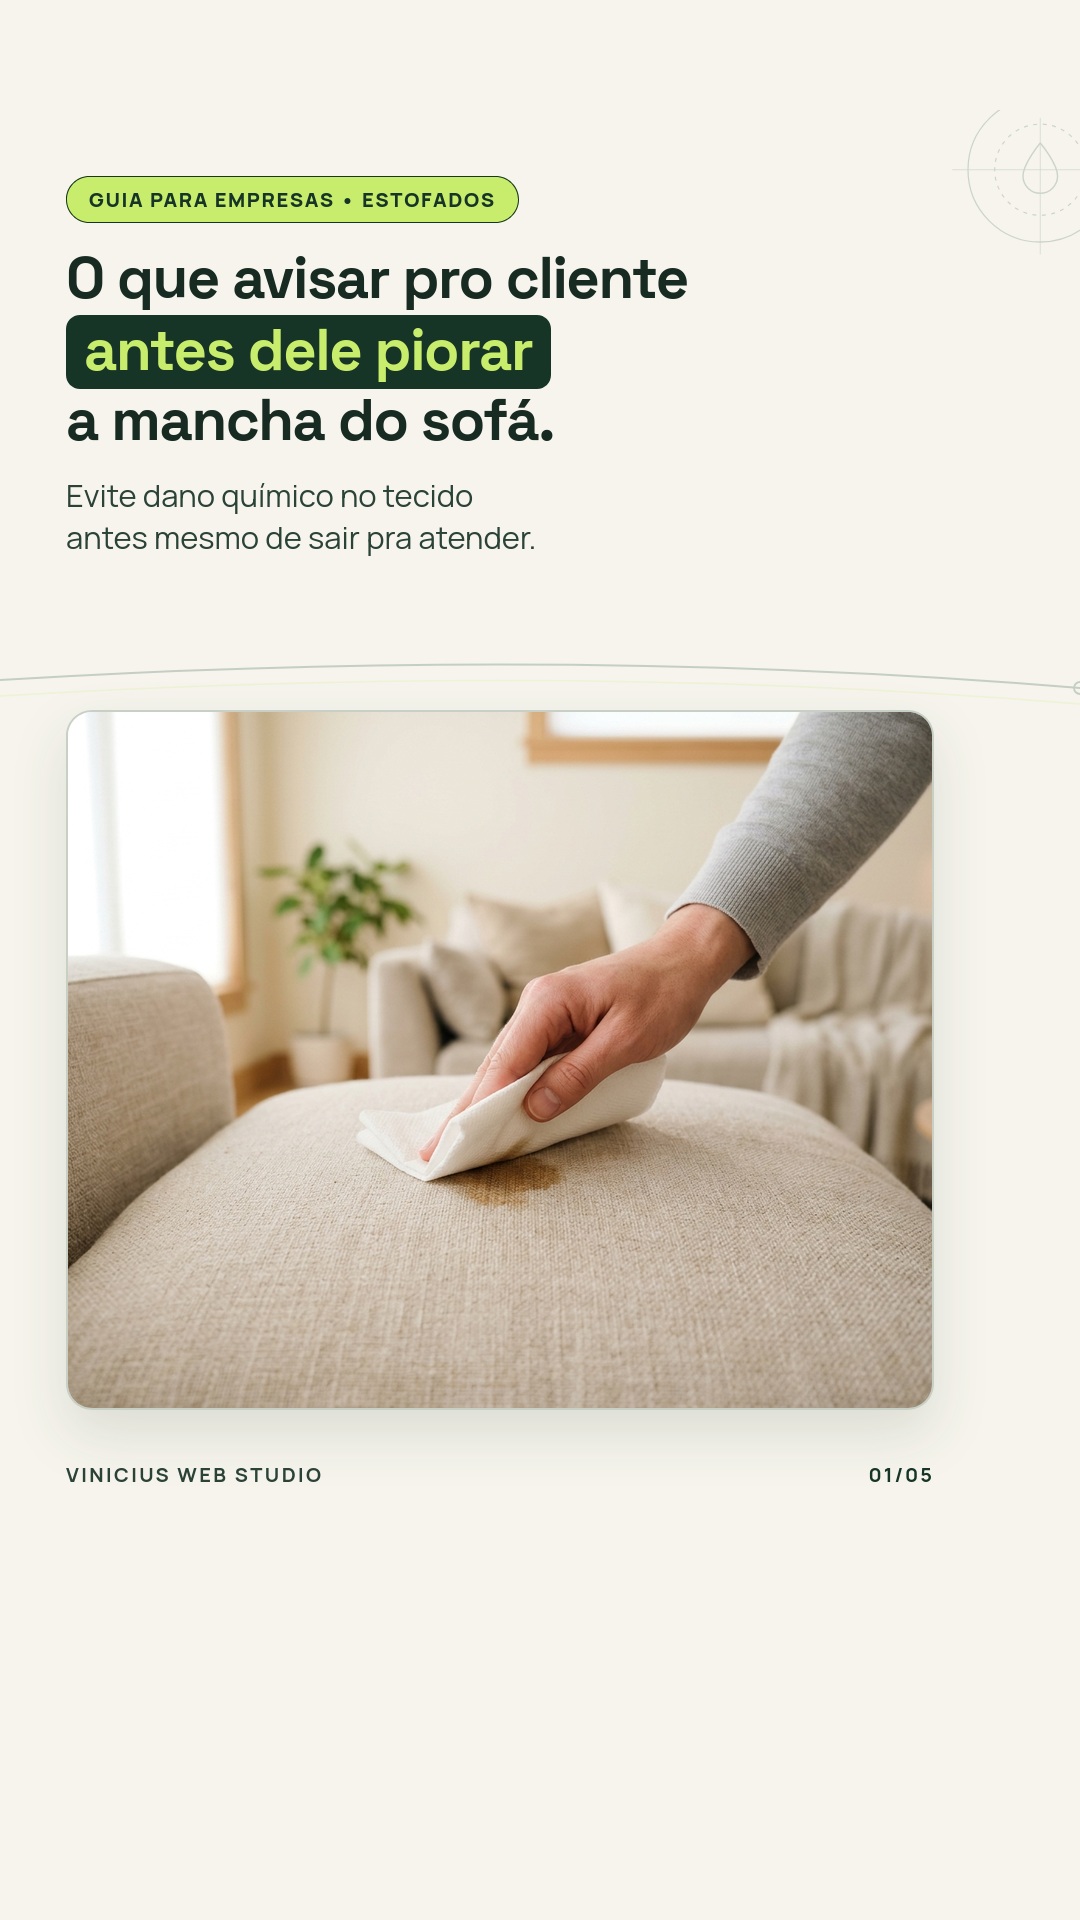 GUIA PARA EMPRESAS • ESTOFADOS
O que avisar pro cliente
antes dele piorar
a mancha do sofá.
Evite dano químico no tecido
antes mesmo de sair pra atender.
VINICIUS WEB STUDIO
01/05